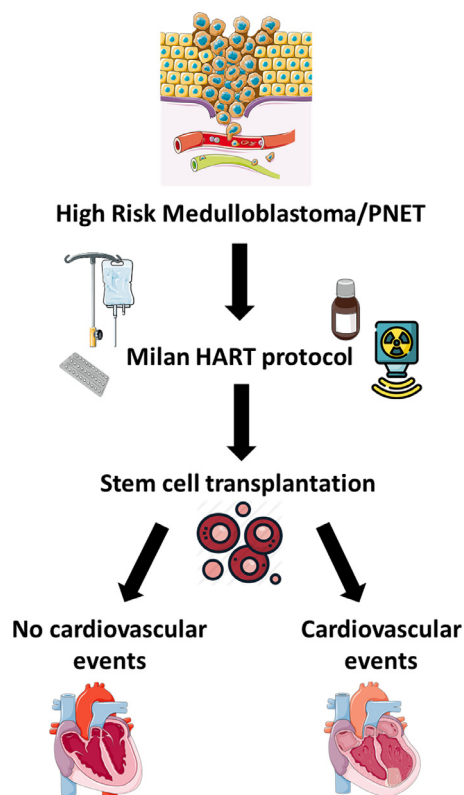 High Risk Medulloblastoma/PNET
Milan HART protocol
Stem cell transplantation
No cardiovascular
events
Cardiovascular
events